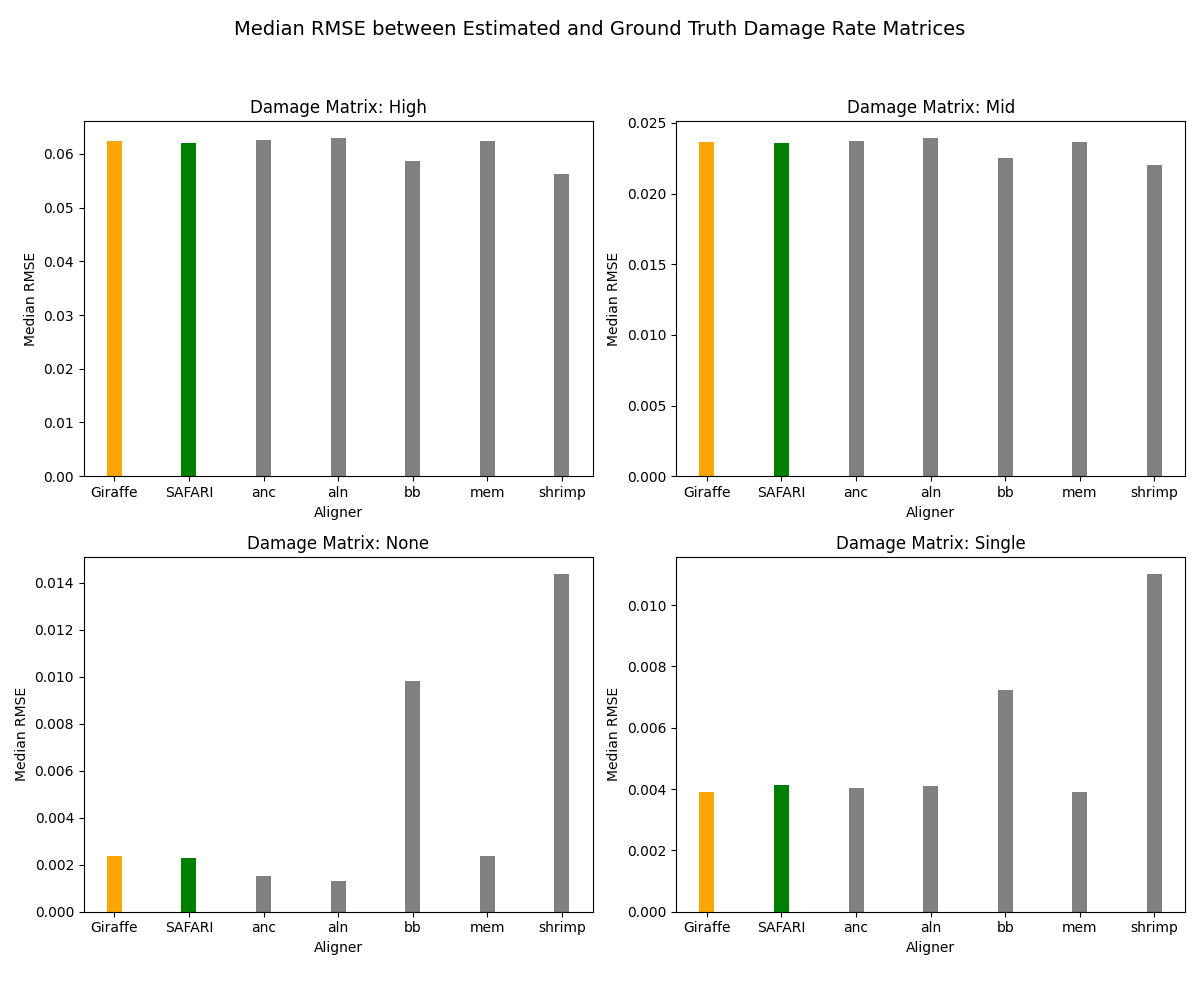 Median RMSE between Estimated and Ground Truth Damage Rate Matrices
Damage Matrix: High
0.06
0.05
0.04
0.03
0.02
0.01
0.00
Median RMSE
Giraffe SAFARI anc aln bb mem shrimp
Aligner
Damage Matrix: Mid
0.025
0.020
0.015
0.010
0.005
0.000
Median RMSE
Giraffe SAFARI anc aln bb mem shrimp
Aligner
Damage Matrix: None
0.014
0.012
0.010
0.008
0.006
0.004
0.002
0.000
Median RMSE
Giraffe SAFARI anc aln bb mem shrimp
Aligner
Damage Matrix: Single
0.010
0.008
0.006
0.004
0.002
0.000
Median RMSE
Giraffe SAFARI anc aln bb mem shrimp
Aligner